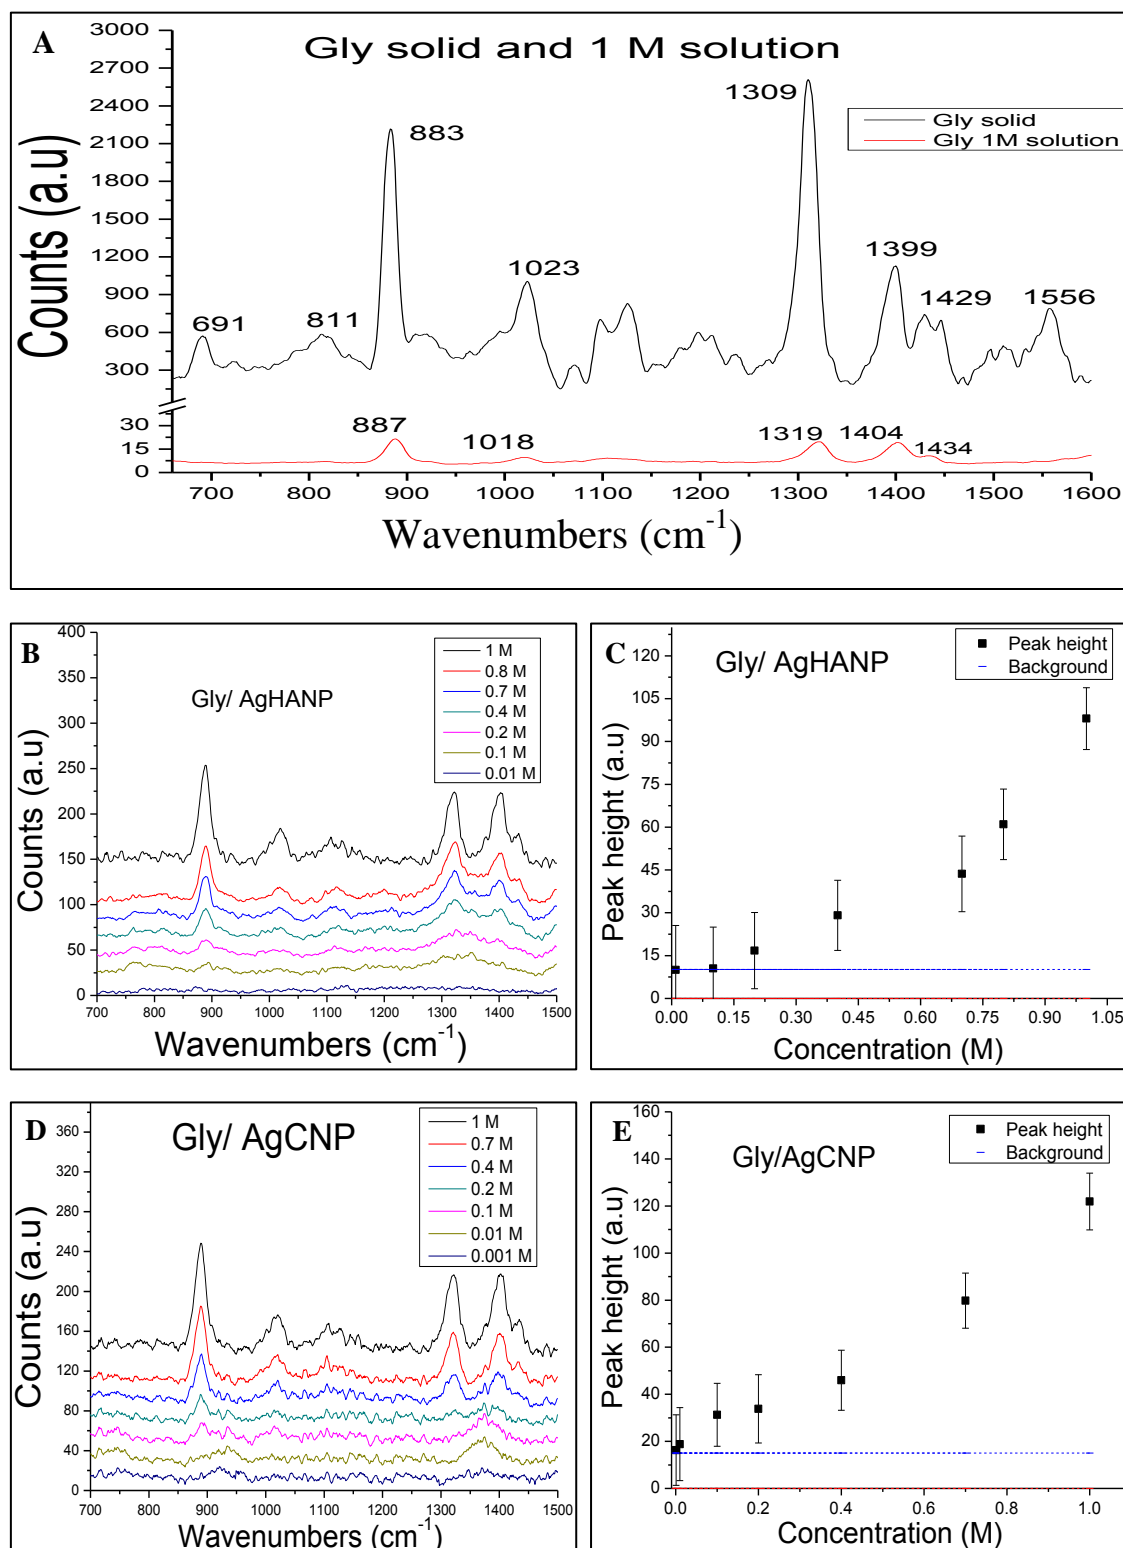 A
Gly solid and 1 M solution
Gly solid
Gly 1M solution
Counts (a.u)
3000
2700
2400
2100
1800
1500
1200
900
600
300
30
15
0
691
811
883
1023
1309
1399
1429
1556
887
1018
1319
1404
1434
700
800
900
1000
1100
1200
1300
1400
1500
1600
Wavenumbers (cm-1)
B
Gly/ AgHANP
1 M
0.8 M
0.7 M
0.4 M
0.2 M
0.1 M
0.01 M
Counts (a.u)
400
350
300
250
200
150
100
50
0
700
800
900
1000
1100
1200
1300
1400
1500
Wavenumbers (cm-1)
C
Gly/ AgHANP
Peak height
Background
Peak height (a.u)
120
105
90
75
60
45
30
15
0
0.00
0.15
0.30
0.45
0.60
0.75
0.90
1.05
Concentration (M)
D
Gly/ AgCNP
1 M
0.7 M
0.4 M
0.2 M
0.1 M
0.01 M
0.001 M
Counts (a.u)
360
320
280
240
200
160
120
80
40
0
700
800
900
1000
1100
1200
1300
1400
1500
Wavenumbers (cm-1)
E
Gly/AgCNP
Peak height
Background
Peak height (a.u)
160
140
120
100
80
60
40
20
0
0.0
0.2
0.4
0.6
0.8
1.0
Concentration (M)